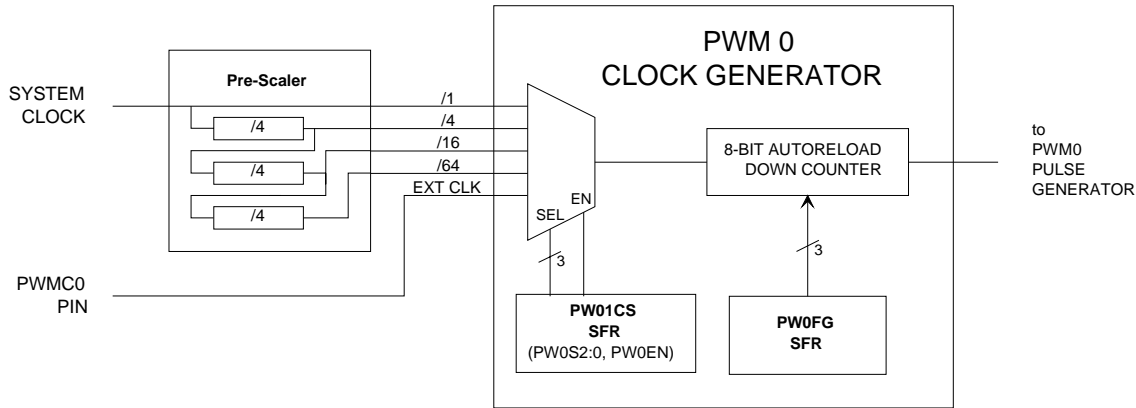 PWM 0
CLOCK GENERATOR
Pre-Scaler
SYSTEM
CLOCK
/1
/4
/4
/16
/4
/64
/4
EXT CLK
SEL
EN
3
8-BIT AUTORELOAD
DOWN COUNTER
to
PWM0
PULSE
GENERATOR
3
PWMC0
PIN
PW01CS
SFR
(PW0S2:0, PW0EN)
PW0FG
SFR